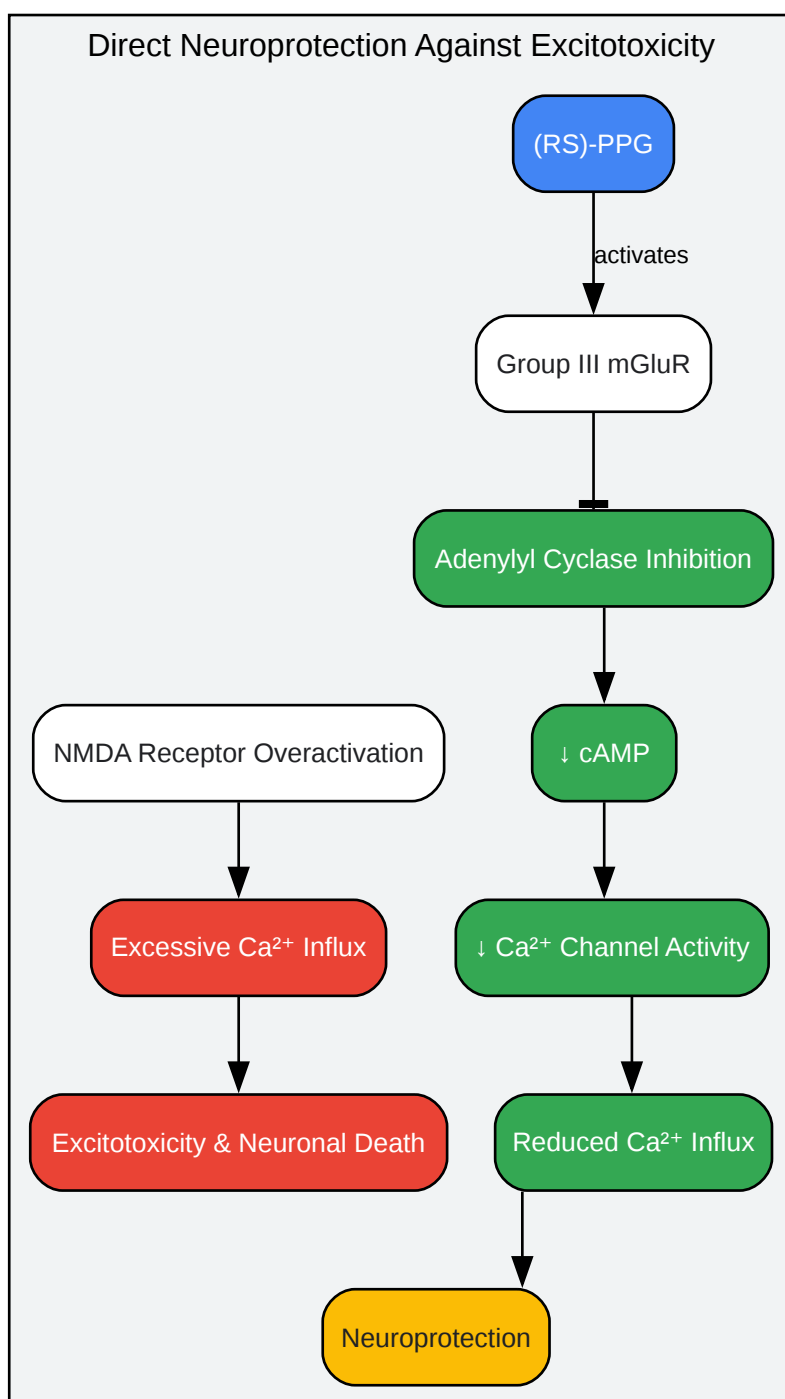 Direct Neuroprotection Against Excitotoxicity
(RS)-PPG
activates
Group III mGluR
Adenylyl Cyclase Inhibition
NMDA Receptor Overactivation
↓ cAMP
Excessive Ca²⁺ Influx
↓ Ca²⁺ Channel Activity
Excitotoxicity & Neuronal Death
Reduced Ca²⁺ Influx
Neuroprotection